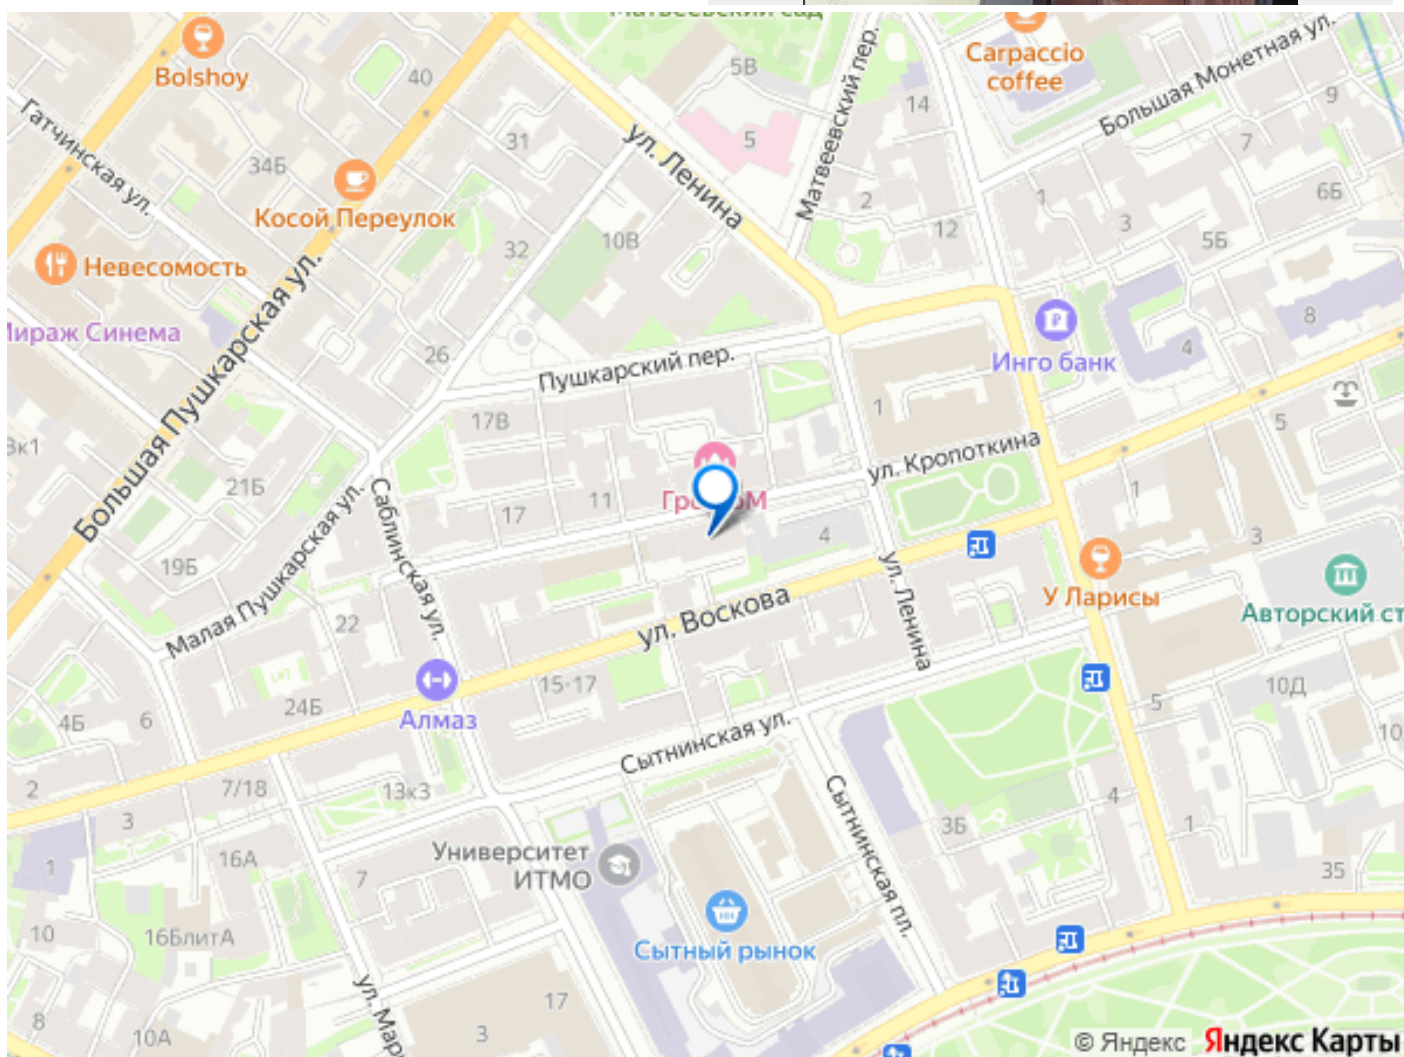 Матвеевский сад
Bolshoy
40
5В
14
Carpaccio
coffee
Большая Монетная ул.
9
Гатчинская ул.
34Б
31
5
ул. Ленина
Матвеевский пер.
7
Косой Переулок
2
1
6Б
32
10В
12
3
5Б
Невесомость
Большая Пушкарская ул.
8
Инго банк
4
26
Пушкарский пер.
17В
1
5
3к1
ул. Кропоткина
21Б
Малая Пушкарская ул.
Саблинская ул.
17
11
4
1
3
19Б
ул. Воскова
ул. Ленина
У Ларисы
22
Авторский ст
24Б
15-17
Алмаз
4Б
6
Сытнинская ул.
5
10Д
10
2
7/18
13к3
3
Сытнинская пл.
3Б
4
1
1
16А
7
Университет
ИТМО
35
10
16БлитА
Сытный рынок
ул. Мар
17
8
10А
3
© Яндекс Яндекс Карты